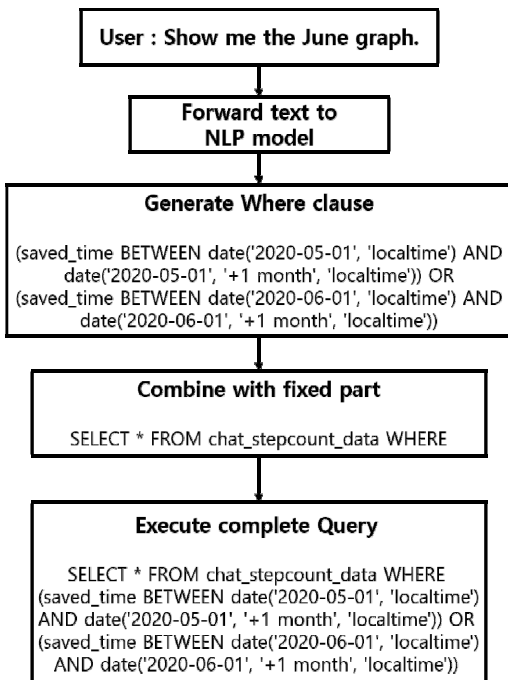 User : Show me the June graph.
Forward text to
NLP model
Generate Where clause
(saved_time BETWEEN date('2020-05-01', 'localtime') AND
date('2020-05-01', '+1 month', 'localtime')) OR
(saved_time BETWEEN date('2020-06-01', 'localtime') AND
date('2020-06-01', '+1 month', 'localtime'))
Combine with fixed part
SELECT * FROM chat_stepcount_data WHERE
Execute complete Query
SELECT * FROM chat_stepcount_data WHERE
(saved_time BETWEEN date('2020-05-01', 'localtime')
AND date('2020-05-01', '+1 month', 'localtime')) OR
(saved_time BETWEEN date('2020-06-01', 'localtime')
AND date('2020-06-01', '+1 month', 'localtime'))